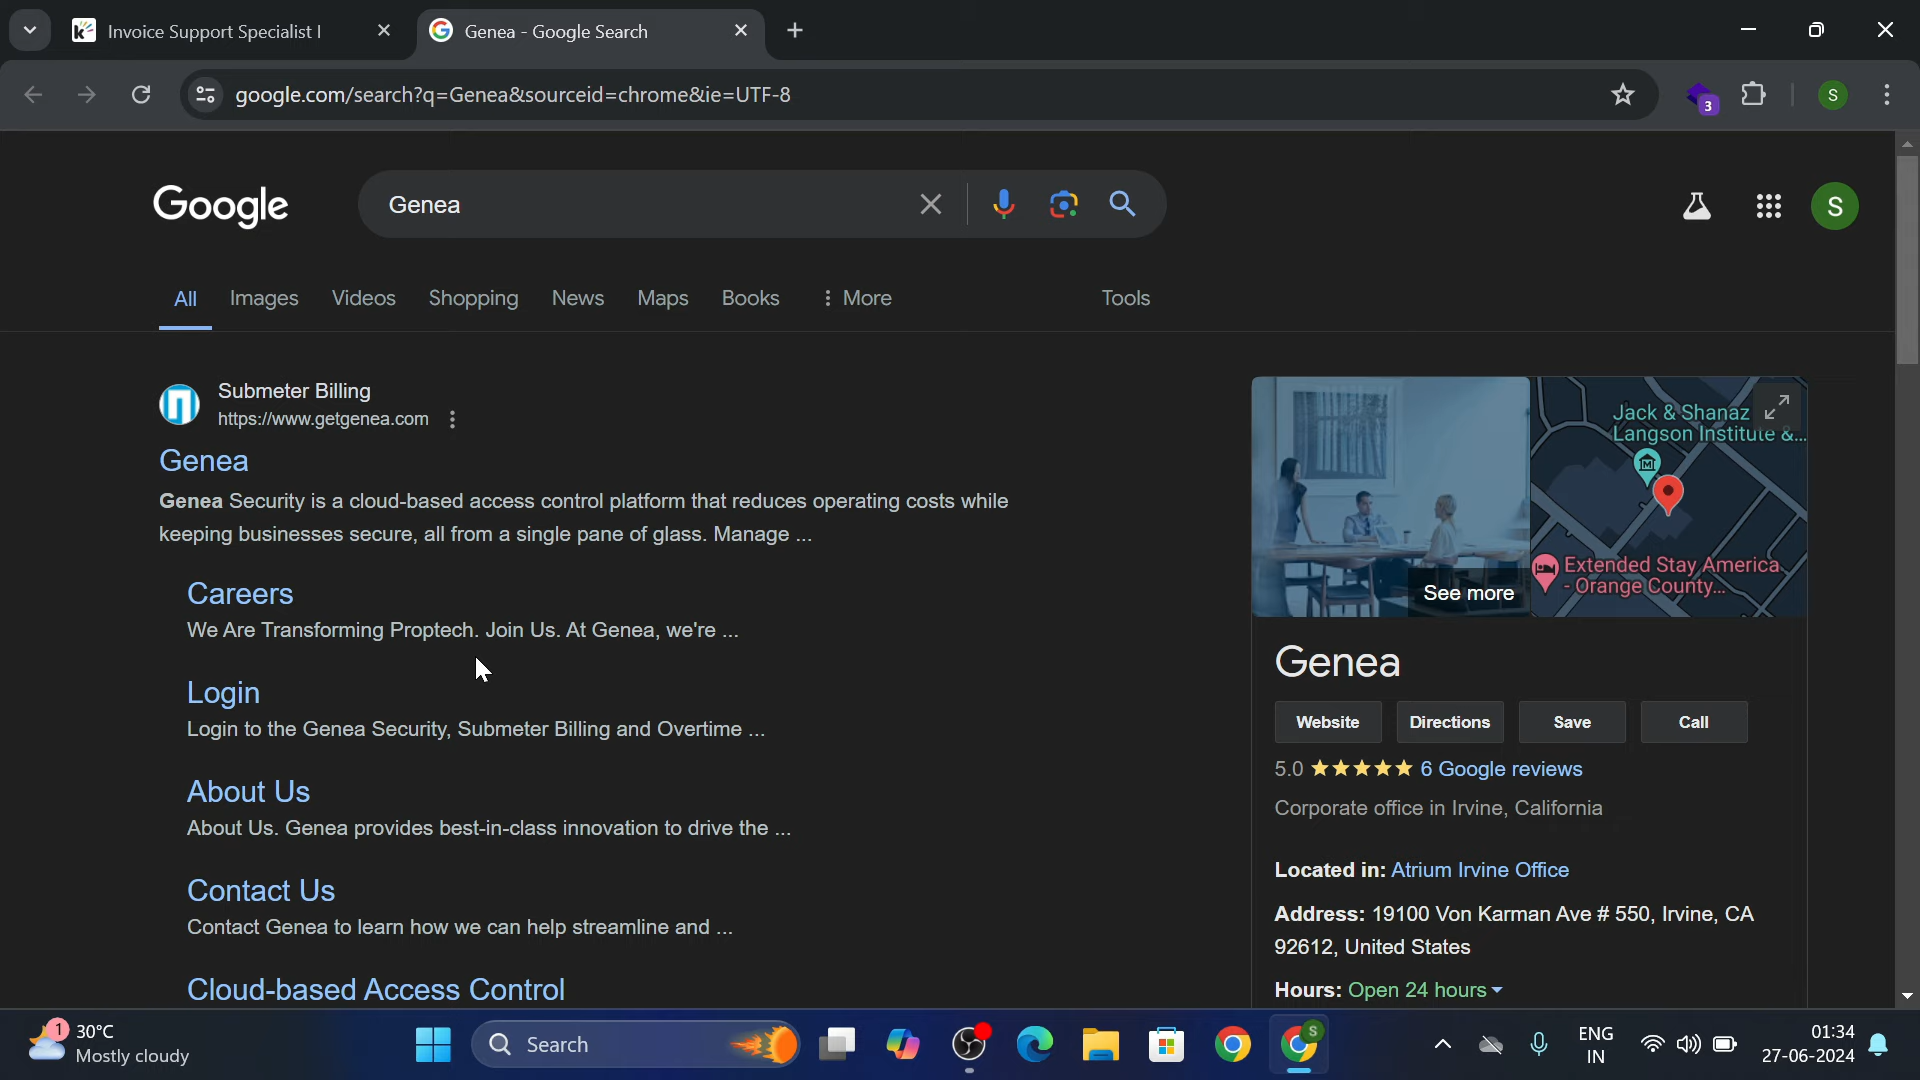 Invoice Support Specialist I
Genea - Google Search
google.com/search?q=Genea&sourceid=chrome&ie=UTF-8
3
S
Google
Genea
S
All Images Videos Shopping News Maps Books More Tools
Submeter Billing
https://www.getgenea.com
Genea
Genea Security is a cloud-based access control platform that reduces operating costs while
keeping businesses secure, all from a single pane of glass. Manage ...
Careers
We Are Transforming Proptech. Join Us. At Genea, we're ...
Login
Login to the Genea Security, Submeter Billing and Overtime ...
About Us
About Us. Genea provides best-in-class innovation to drive the ...
Contact Us
Contact Genea to learn how we can help streamline and ...
Cloud-based Access Control
Jack & Shanaz
Langson Institute &...
Extended Stay America
- Orange County...
See more
Genea
Website Directions Save Call
5.0 6 Google reviews
Corporate office in Irvine, California
Located in: Atrium Irvine Office
Address: 19100 Von Karman Ave # 550, Irvine, CA
92612, United States
Hours: Open 24 hours
1
30°C
Mostly cloudy
Search
S
ENG
IN
01:34
27-06-2024